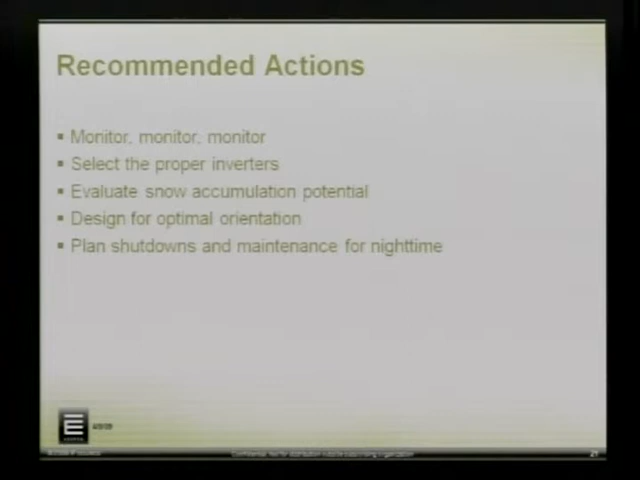 Recommended Actions
▪ Monitor, monitor, monitor
▪ Select the proper inverters
▪ Evaluate snow accumulation potential
▪ Design for optimal orientation
▪ Plan shutdowns and maintenance for nighttime
21